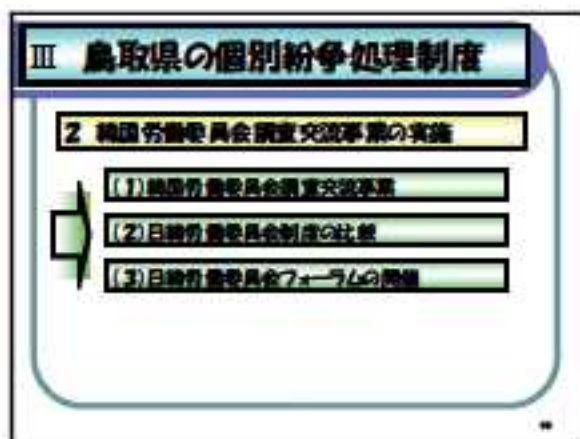 Ⅲ 鳥取県の個別紛争処理制度
2 韓国労働委員会調査交流事業の実施
(1)韓国労働委員会調査交流事業
(2)日韓労働委員会制度の比較
(3)日韓労働委員会フォーラムの開催